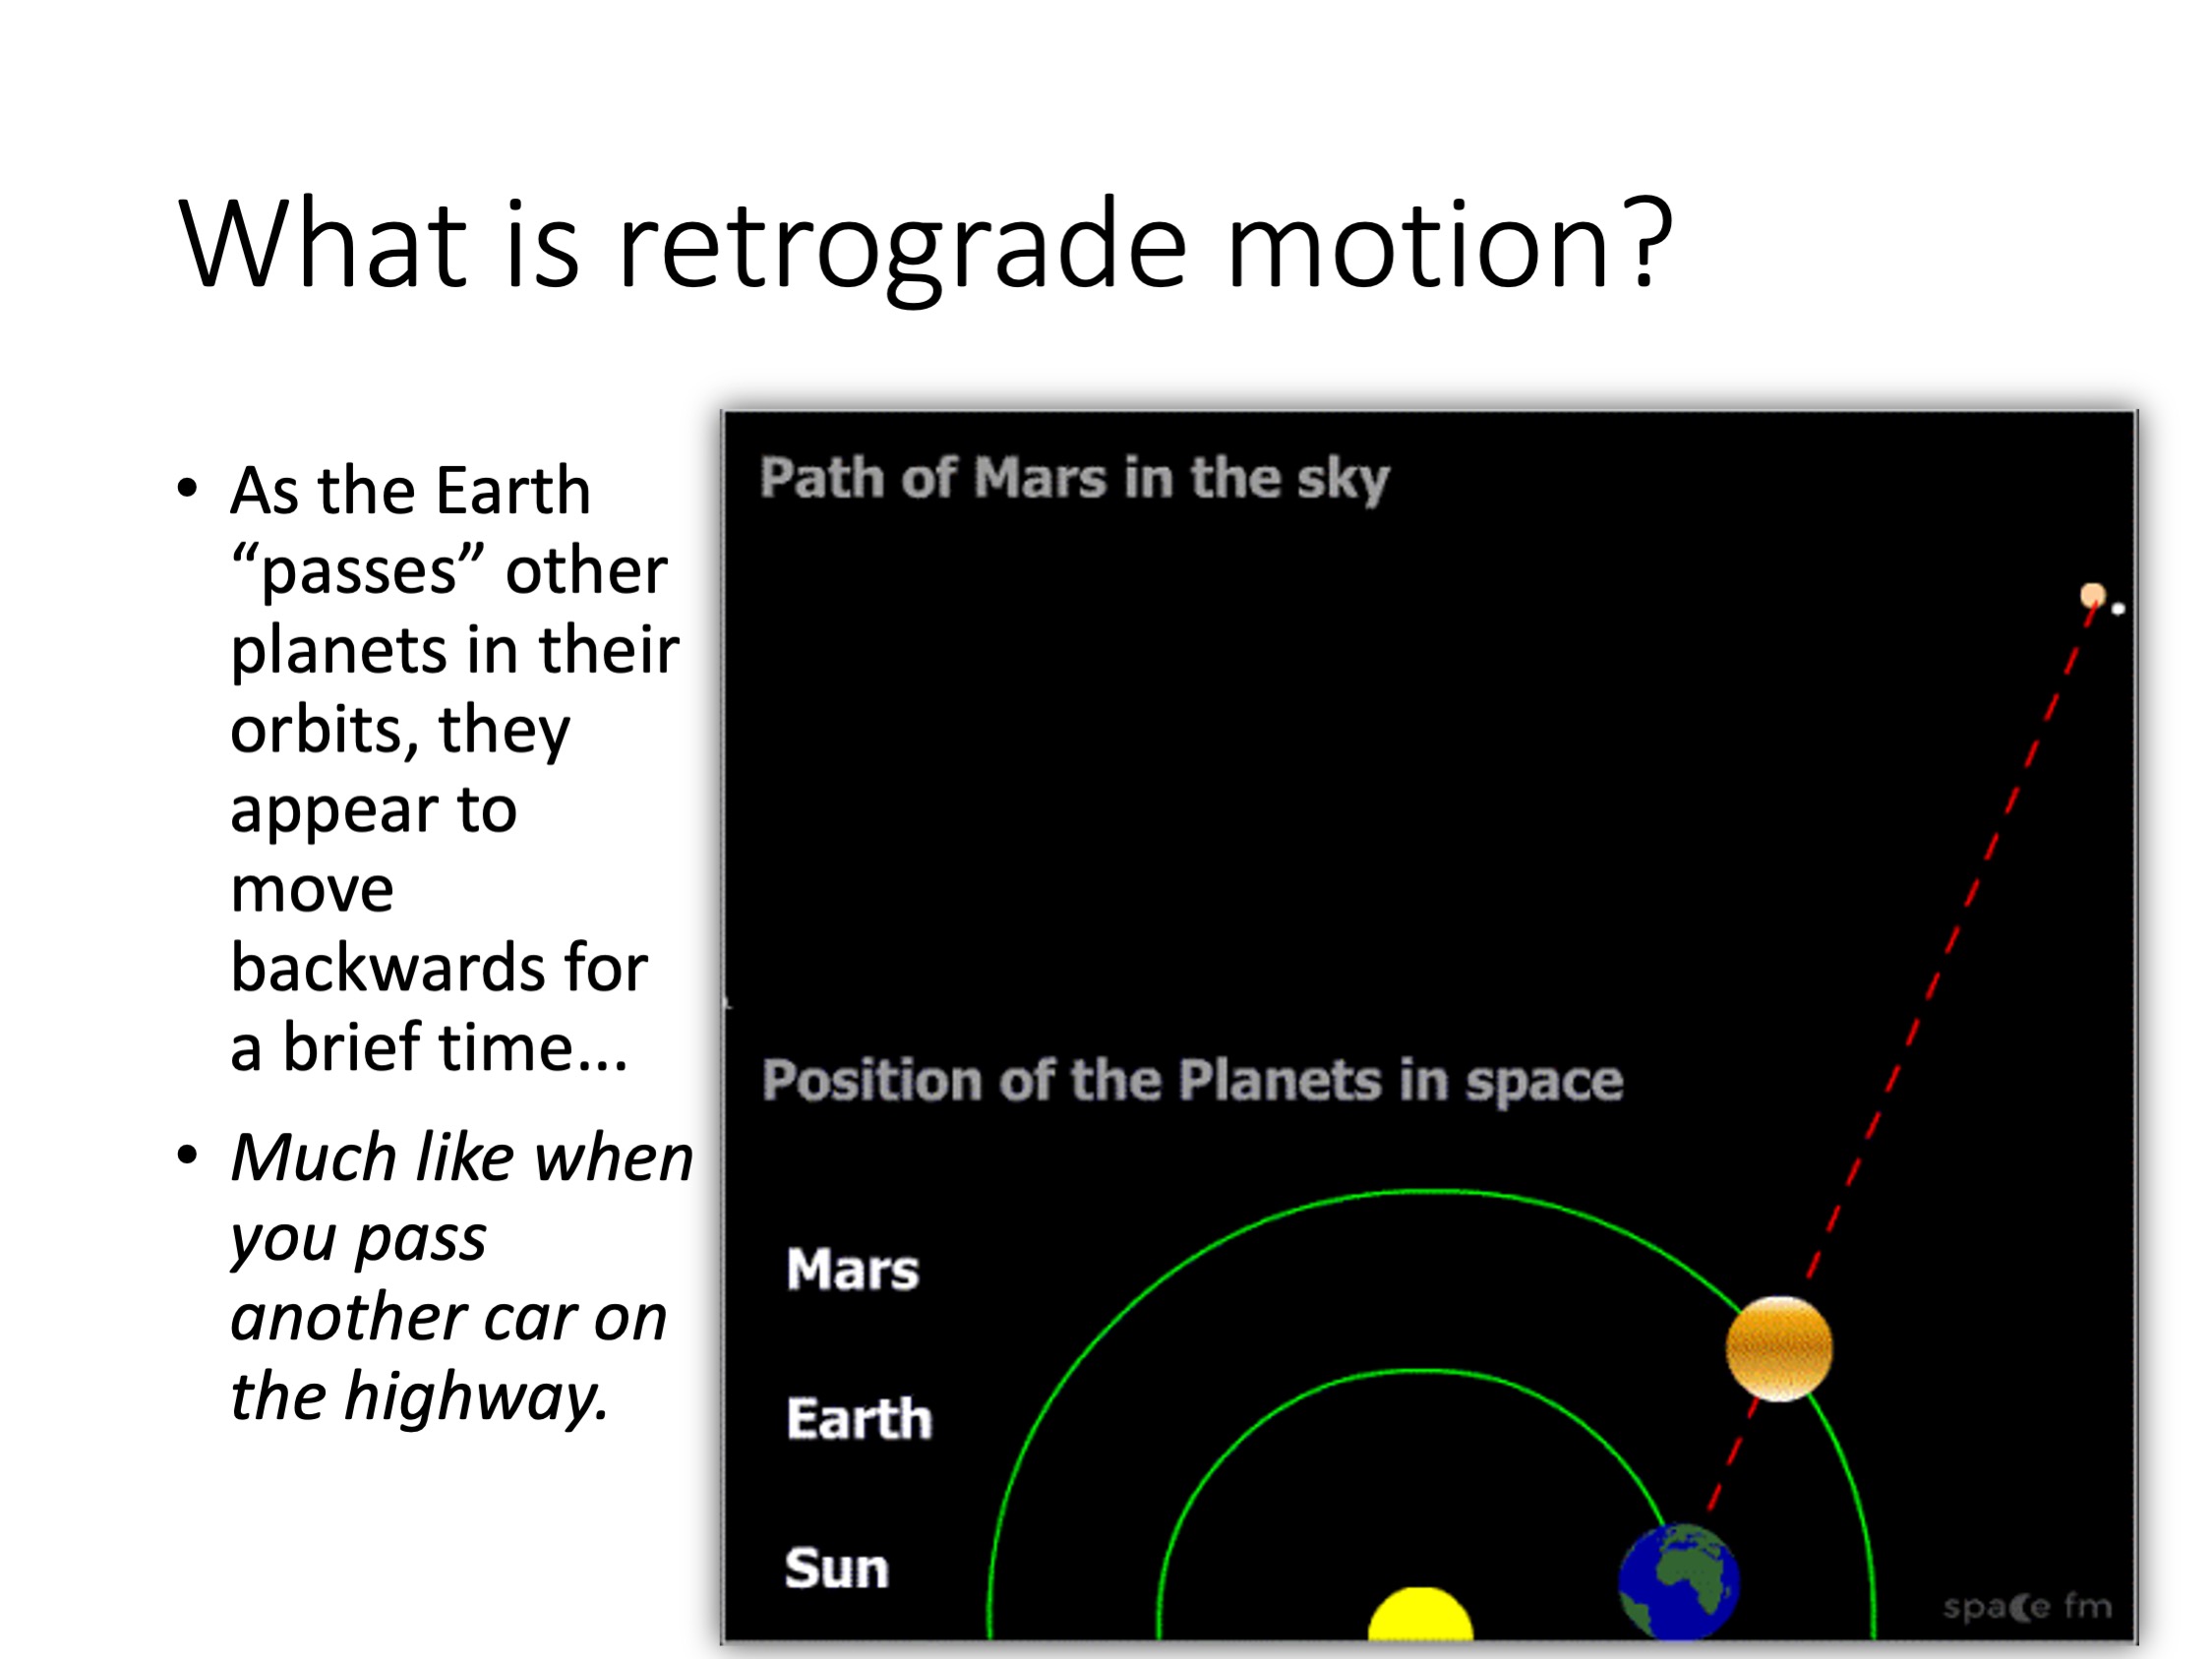 What is retrograde motion?
• As the Earth
“passes” other
planets in their
orbits, they
appear to
move
backwards for
a brief time…
• Much like when
you pass
another car on
the highway.
Path of Mars in the sky
Position of the Planets in space
Mars
Earth
Sun
space fm